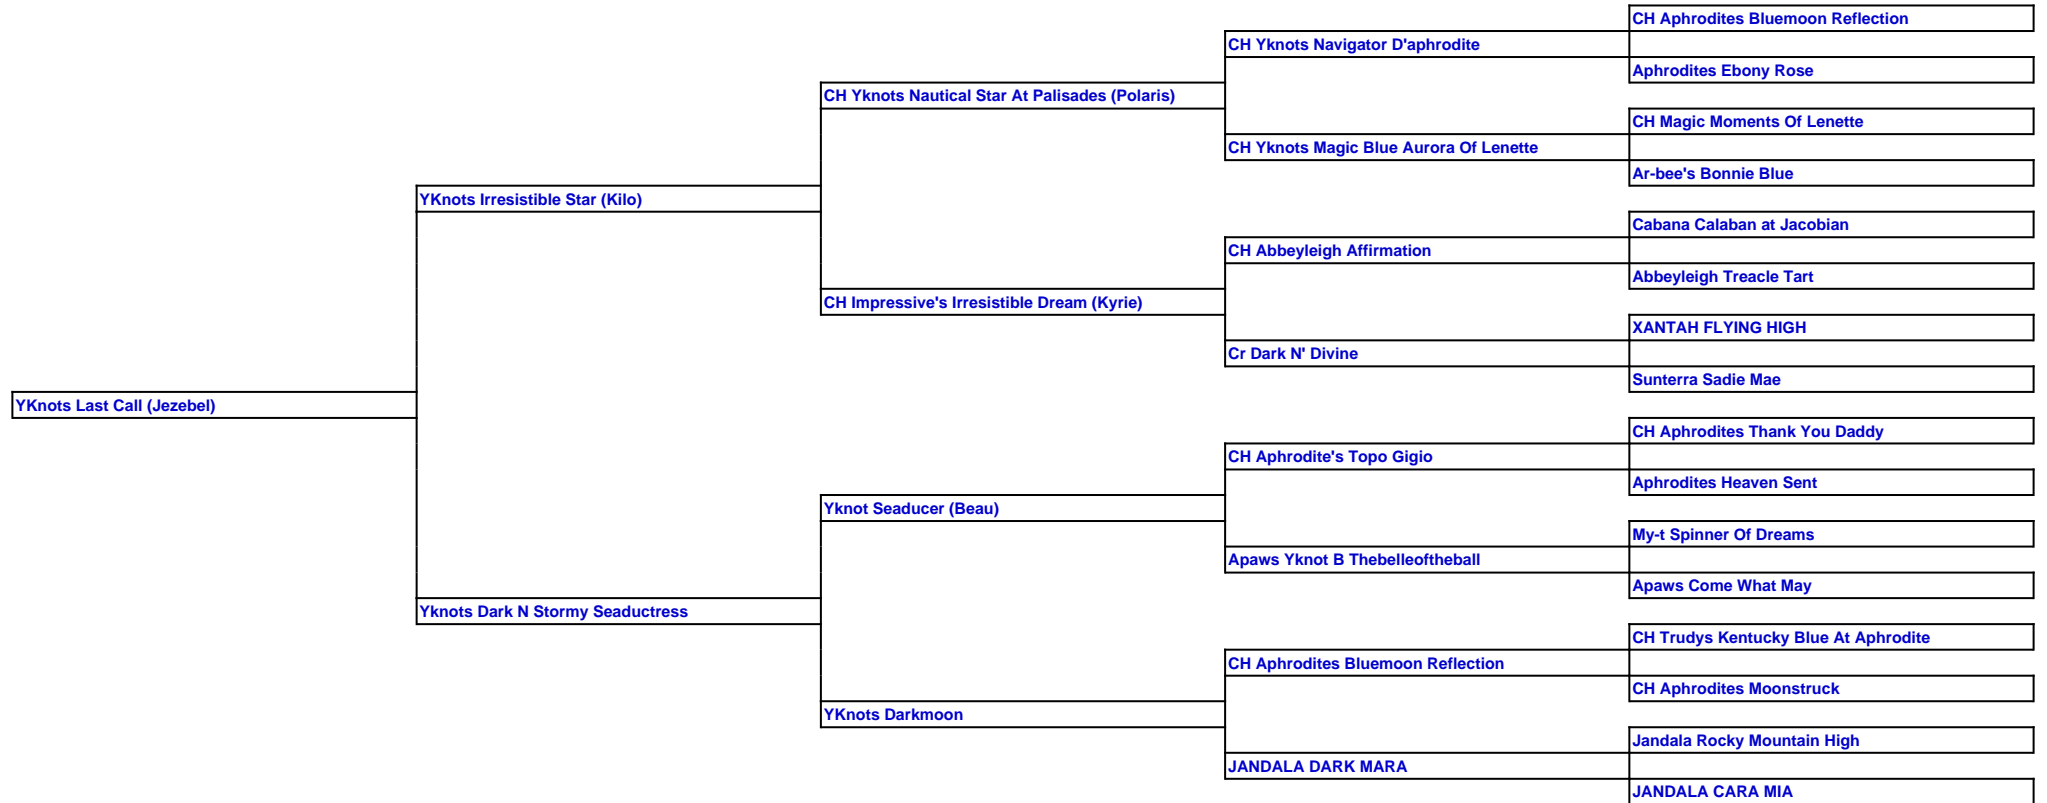 CH Aphrodites Bluemoon Reflection
CH Yknots Navigator D'aphrodite
Aphrodites Ebony Rose
CH Yknots Nautical Star At Palisades (Polaris)
CH Magic Moments Of Lenette
CH Yknots Magic Blue Aurora Of Lenette
Ar-bee's Bonnie Blue
YKnots Irresistible Star (Kilo)
Cabana Calaban at Jacobian
CH Abbeyleigh Affirmation
Abbeyleigh Treacle Tart
CH Impressive's Irresistible Dream (Kyrie)
XANTAH FLYING HIGH
Cr Dark N' Divine
Sunterra Sadie Mae
YKnots Last Call (Jezebel)
CH Aphrodites Thank You Daddy
CH Aphrodite's Topo Gigio
Aphrodites Heaven Sent
Yknot Seaducer (Beau)
My-t Spinner Of Dreams
Apaws Yknot B Thebelleoftheball
Apaws Come What May
Yknots Dark N Stormy Seaductress
CH Trudys Kentucky Blue At Aphrodite
CH Aphrodites Bluemoon Reflection
CH Aphrodites Moonstruck
YKnots Darkmoon
Jandala Rocky Mountain High
JANDALA DARK MARA
JANDALA CARA MIA